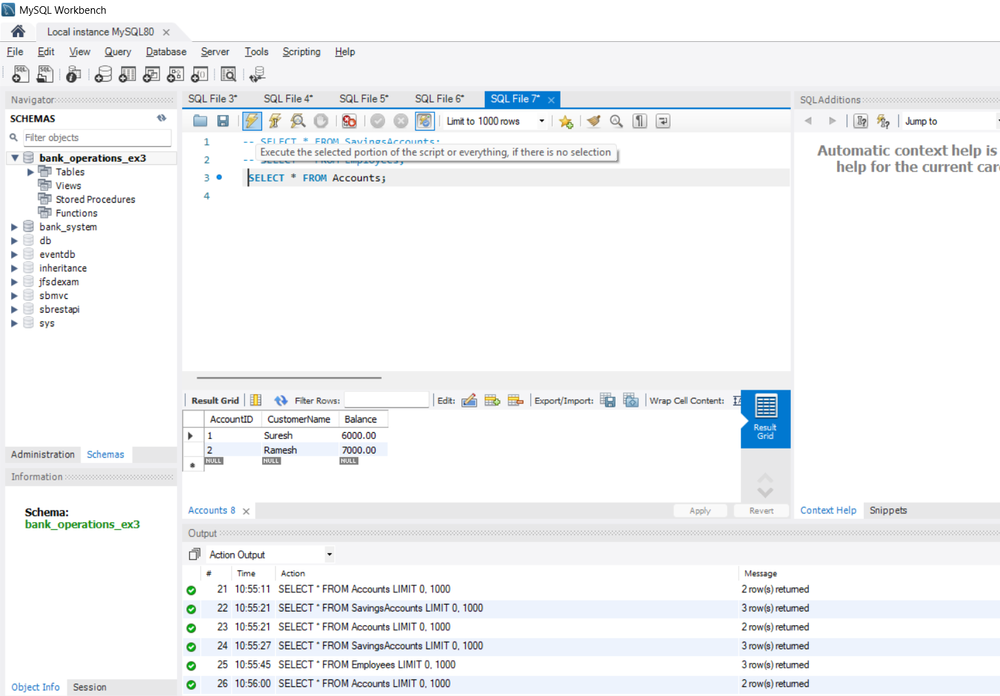 MySQL Workbench
Local instance MySQL80
File Edit View Query Database Server Tools Scripting Help
Navigator
SCHEMAS
Filter objects
bank_operations_ex3
Tables
Views
Stored Procedures
Functions
bank_system
db
eventdb
inheritance
jfsdexam
sbmvc
sbrestapi
sys
Administration Schemas
Information
Schema:
bank_operations_ex3
Object Info Session
SQL File 3* SQL File 4* SQL File 5* SQL File 6* SQL File 7*
Limit to 1000 rows
1 -- SELECT * FROM SavingsAccounts;
Execute the selected portion of the script or everything, if there is no selection
2 -- SELECT * FROM Employees;
3 SELECT * FROM Accounts;
4
Result Grid Filter Rows: Edit: Export/Import: Wrap Cell Content:
AccountID CustomerName Balance
1 Suresh 6000.00
2 Ramesh 7000.00
NULL NULL NULL
Result
Grid
Accounts 8
Apply Revert
SQLAdditions
Jump to
Automatic context help is
help for the current
Context Help Snippets
Output
Action Output
# Time Action Message
21 10:55:11 SELECT * FROM Accounts LIMIT 0, 1000 2 row(s) returned
22 10:55:21 SELECT * FROM SavingsAccounts LIMIT 0, 1000 3 row(s) returned
23 10:55:21 SELECT * FROM Accounts LIMIT 0, 1000 2 row(s) returned
24 10:55:27 SELECT * FROM SavingsAccounts LIMIT 0, 1000 3 row(s) returned
25 10:55:45 SELECT * FROM Employees LIMIT 0, 1000 3 row(s) returned
26 10:56:00 SELECT * FROM Accounts LIMIT 0, 1000 2 row(s) returned